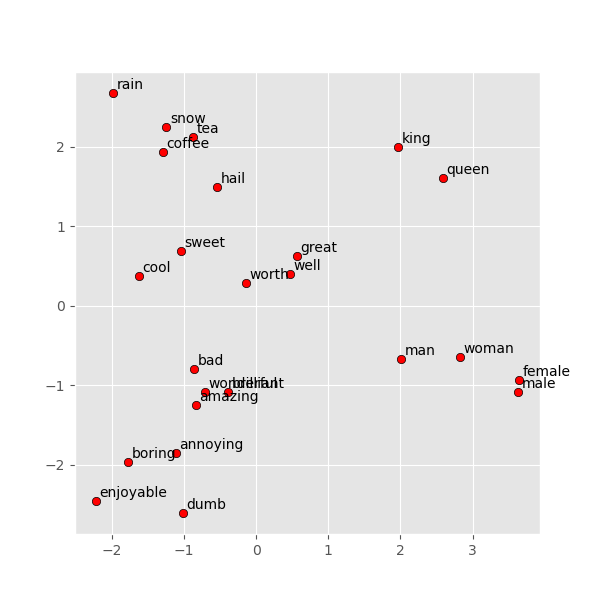 rain
snow
tea
coffee
king
queen
hail
sweet
great
cool
well
worth
man
woman
bad
female
male
wonderful
brilliant
amazing
annoying
boring
enjoyable
dumb
2
1
0
−1
−2
−2
−1
0
1
2
3